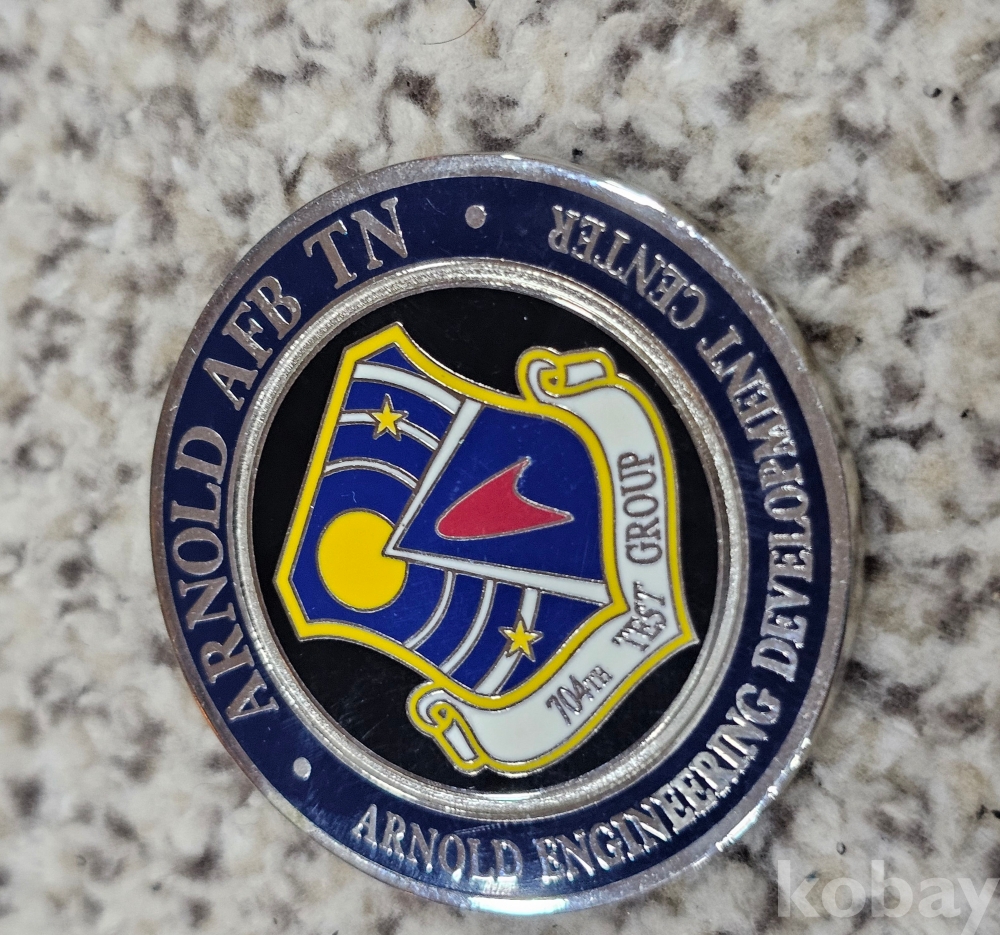 ARNOLD AFB TN
ARNOLD ENGINEERING DEVELOPMENT CENTER
704TH TEST GROUP
kobay